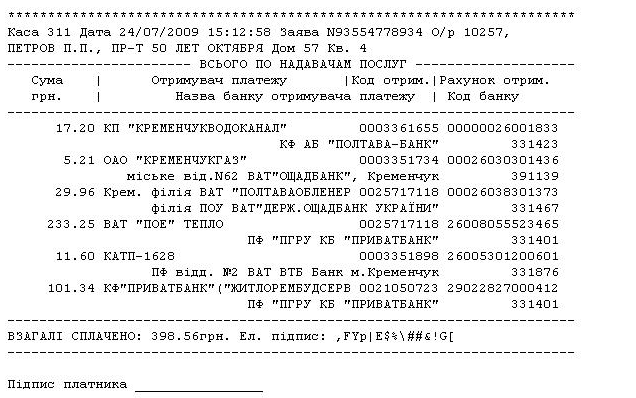 ***********************************************************************
Каса 311 Дата 24/07/2009 15:12:58 Заява N93554778934 О/р 10257,
ПЕТРОВ П.П., ПР-Т 50 ЛЕТ ОКТЯБРЯ Дом 57 Кв. 4
----------------------- ВСЬОГО ПО НАДАВАЧАМ ПОСЛУГ --------------------
Сума | Отримувач платежу |Код отрим.|Рахунок отрим.
грн. | Назва банку отримувача платежу | Код банку
-----------------------------------------------------------------------
17.20 КП "КРЕМЕНЧУКВОДОКАНАЛ" 0003361655 00000026001833
КФ АБ "ПОЛТАВА-БАНК" 331423
5.21 ОАО "КРЕМЕНЧУКГАЗ" 0003351734 00026030301436
міське від.N62 ВАТ"ОЩАДБАНК", Кременчук 391139
29.96 Крем. філія ВАТ "ПОЛТАВАОБЛЕНЕР 0025717118 00026038301373
філія ПОУ ВАТ"ДЕРЖ.ОЩАДБАНК УКРАЇНИ" 331467
233.25 ВАТ "ПОЕ" ТЕПЛО 0025717118 26008055523465
ПФ "ПГРУ КБ "ПРИВАТБАНК" 331401
11.60 КАТП-1628 0003351898 26005301200601
ПФ відд. №2 ВАТ ВТБ Банк м.Кременчук 331876
101.34 КФ"ПРИВАТБАНК"("ЖИТЛОРЕМБУДСЕРВ 0021050723 29022827000412
ПФ "ПГРУ КБ "ПРИВАТБАНК" 331401
-----------------------------------------------------------------------
ВЗАГАЛІ СПЛАЧЕНО: 398.56грн. Ел. підпис: ,FYp|E$%\##&!G[
-----------------------------------------------------------------------
Підпис платника ________________